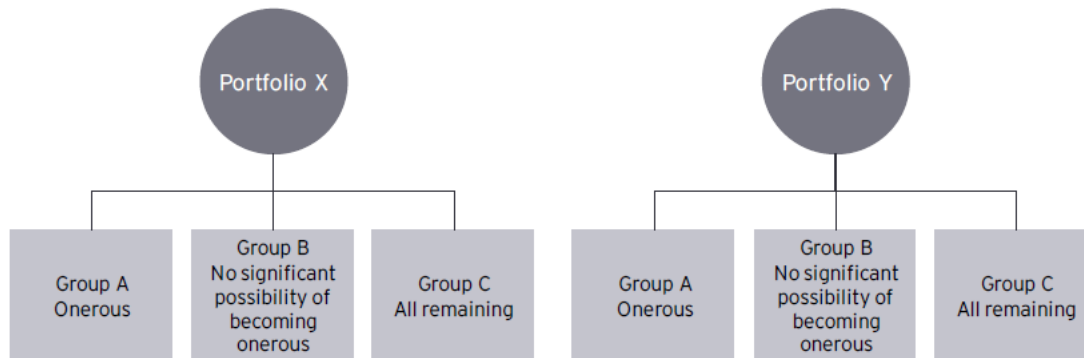 Portfolio X
Portfolio Y
Group A
Onerous
Group B
No significant
possibility of
becoming
onerous
Group C
All remaining
Group A
Onerous
Group B
No significant
possibility of
becoming
onerous
Group C
All remaining